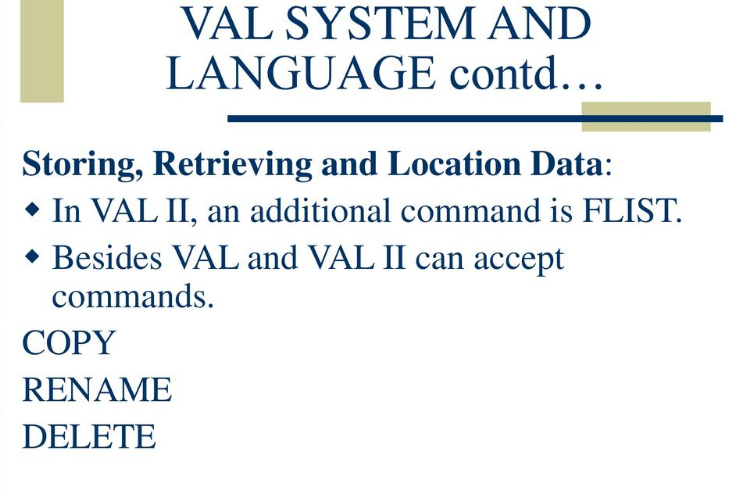 VAL SYSTEM AND
LANGUAGE contd…
Storing, Retrieving and Location Data:
◆ In VAL II, an additional command is FLIST.
◆ Besides VAL and VAL II can accept
commands.
COPY
RENAME
DELETE